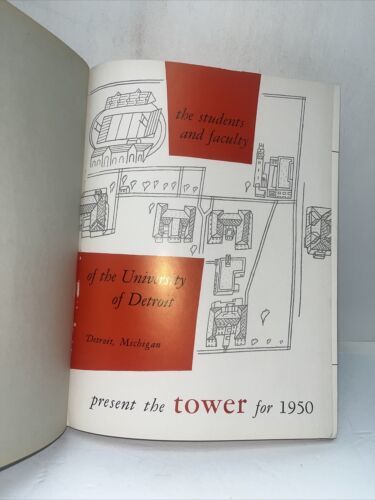 the students
and faculty
of the University
of Detroit
Detroit, Michigan
present the tower for 1950